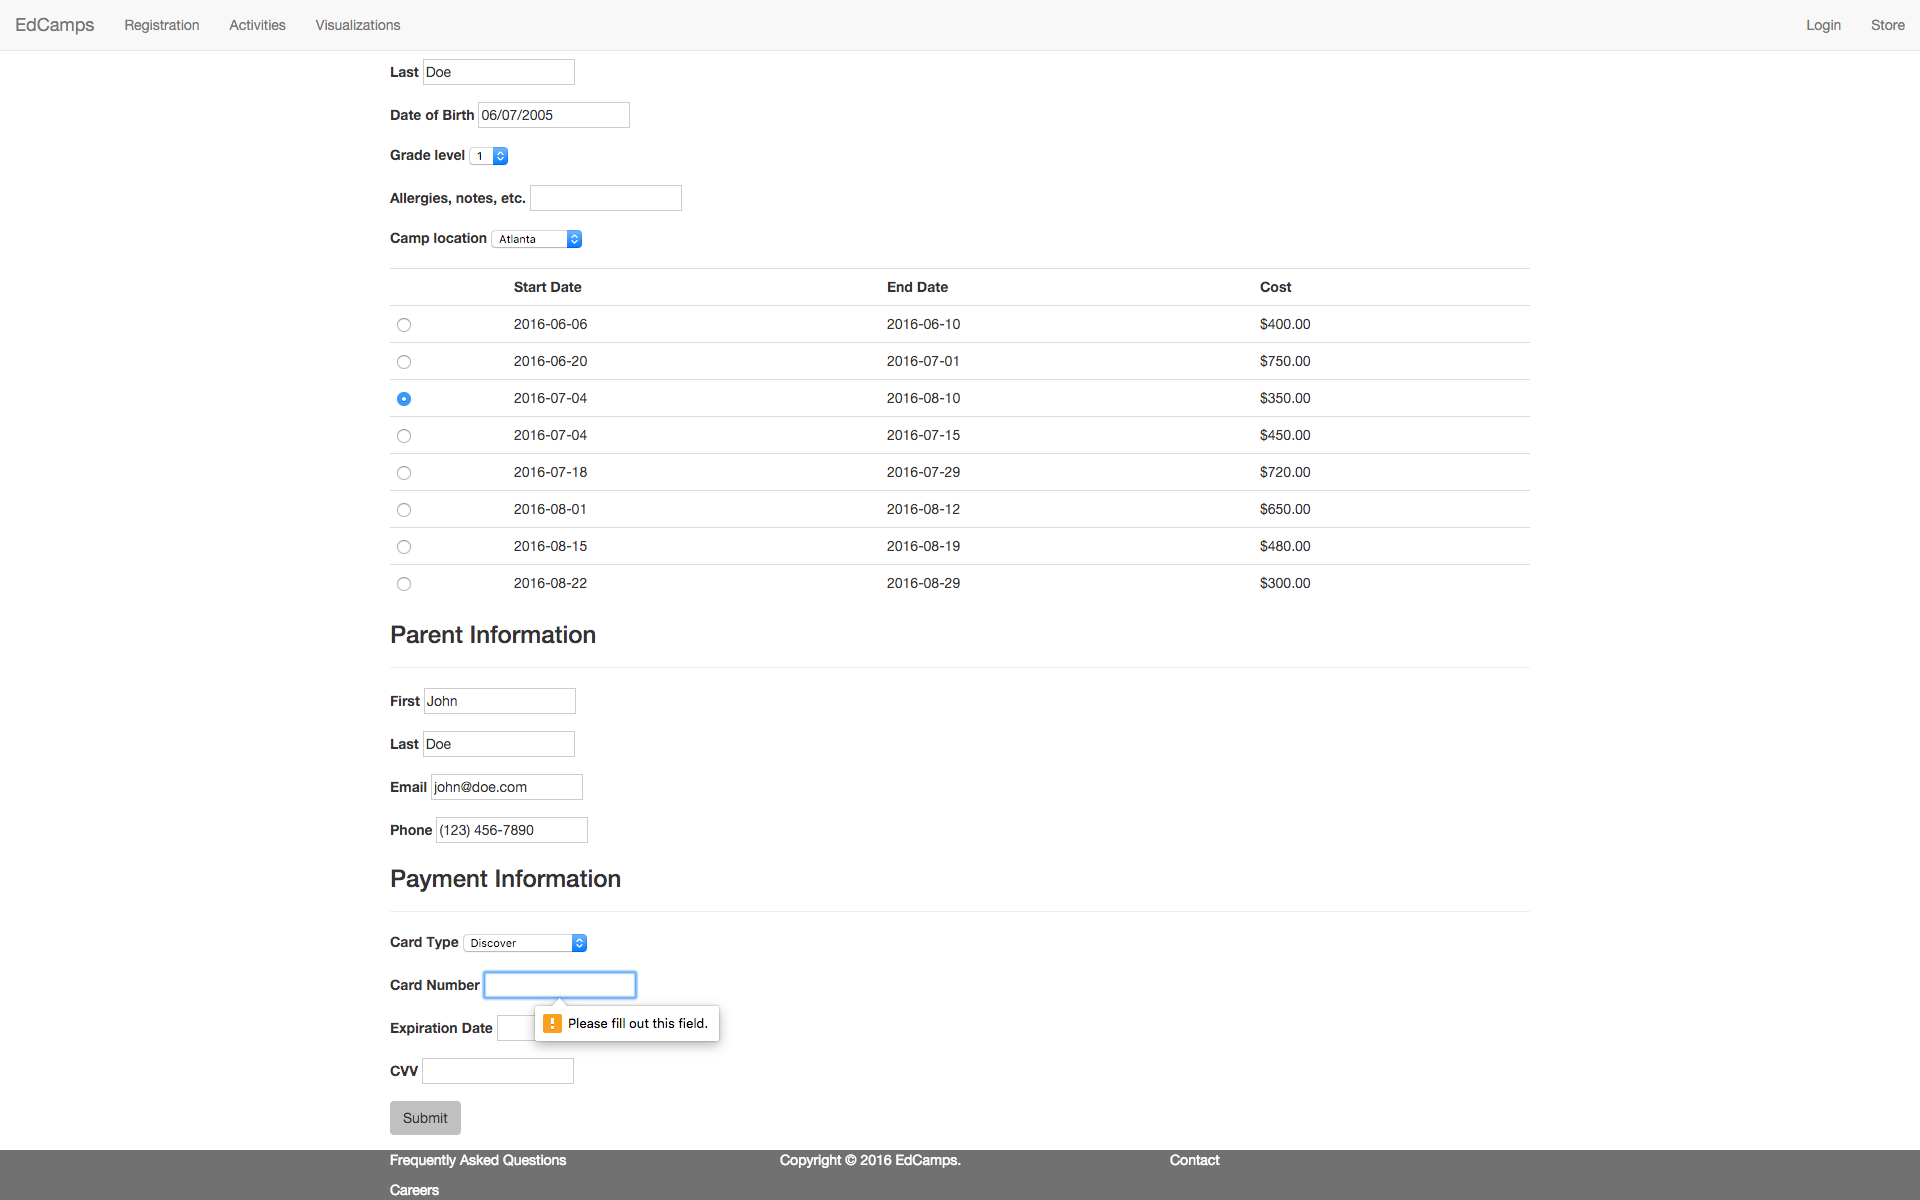 EdCamps Registration Activities Visualizations Login Store
Last Doe
Date of Birth 06/07/2005
Grade level 1
Allergies, notes, etc.
Camp location Atlanta
Start Date End Date Cost
2016-06-06 2016-06-10 $400.00
2016-06-20 2016-07-01 $750.00
2016-07-04 2016-08-10 $350.00
2016-07-04 2016-07-15 $450.00
2016-07-18 2016-07-29 $720.00
2016-08-01 2016-08-12 $650.00
2016-08-15 2016-08-19 $480.00
2016-08-22 2016-08-29 $300.00
Parent Information
First John
Last Doe
Email john@doe.com
Phone (123) 456-7890
Payment Information
Card Type Discover
Card Number
! Please fill out this field.
Expiration Date
CVV
Submit
Frequently Asked Questions Copyright © 2016 EdCamps. Contact
Careers